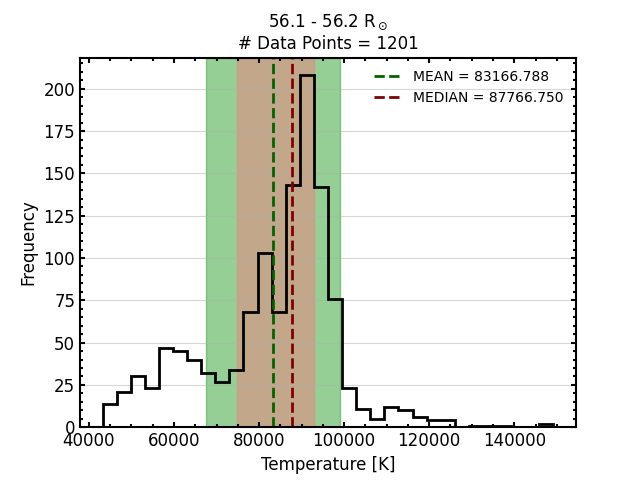 56.1 - 56.2 R⊙
# Data Points = 1201
MEAN = 83166.788
MEDIAN = 87766.750
Frequency
200
175
150
125
100
75
50
25
0
40000 60000 80000 100000 120000 140000
Temperature [K]